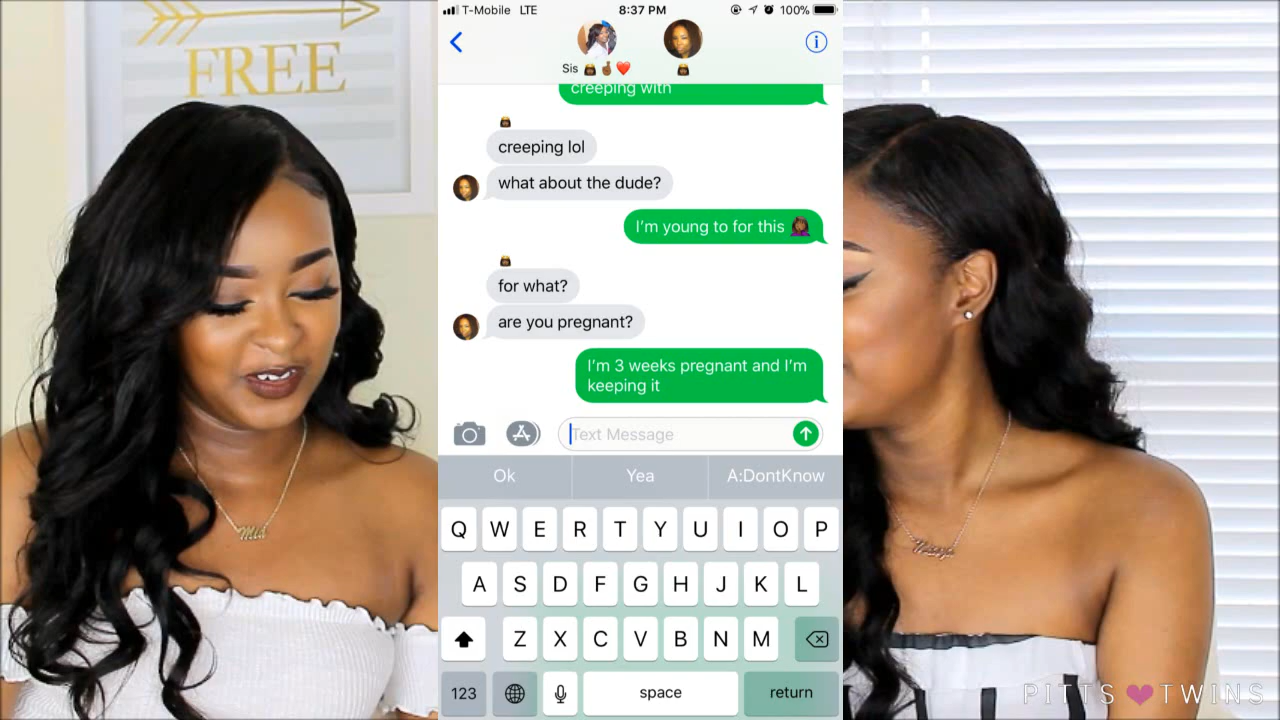 FREE
T-Mobile LTE 8:37 PM 100%
Sis
creeping with
creeping lol
what about the dude?
I'm young to for this
for what?
are you pregnant?
I'm 3 weeks pregnant and I'm
keeping it
Text Message
Ok Yea A:DontKnow
Q W E R T Y U I O P
A S D F G H J K L
Z X C V B N M
123 space return
Mia
PITTS TWINS